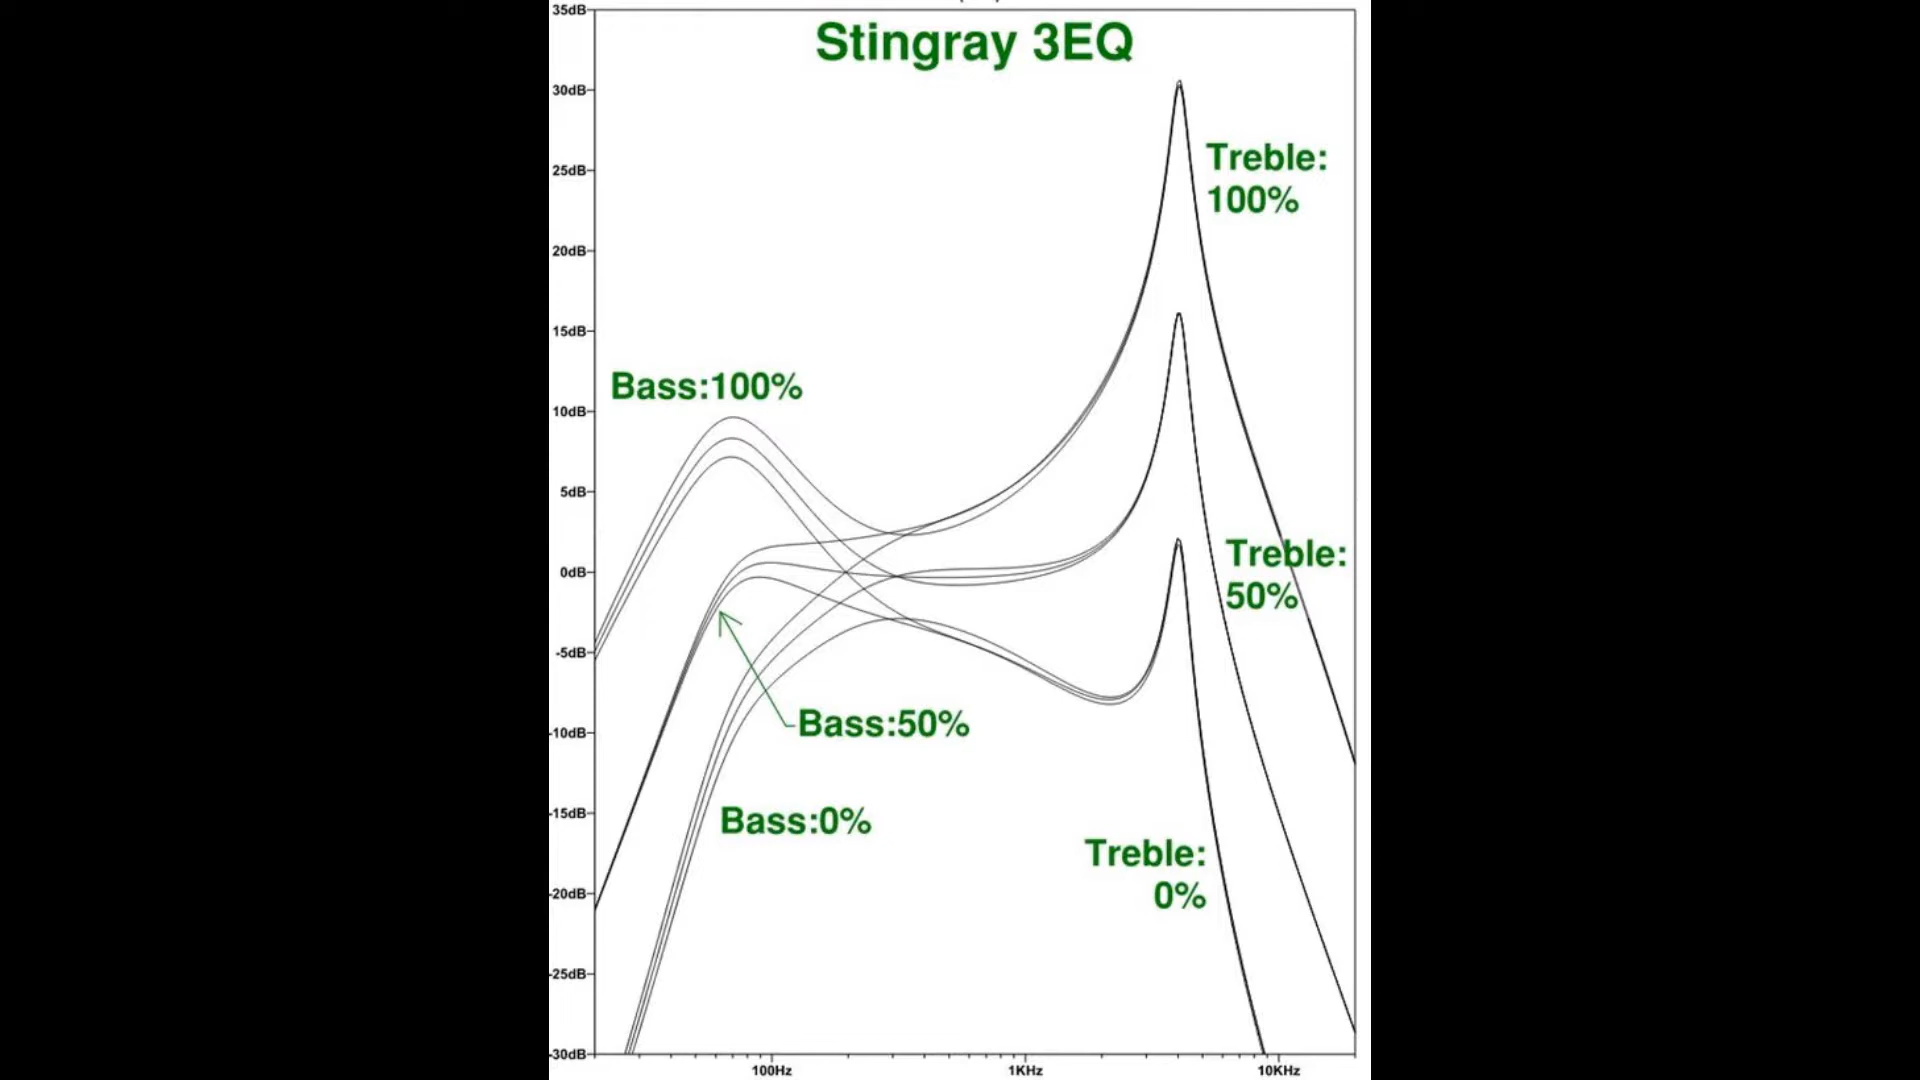 35dB
Stingray 3EQ
30dB
Treble:
100%
25dB
20dB
15dB
Bass:100%
10dB
5dB
Treble:
50%
0dB
-5dB
Bass:50%
-10dB
Bass:0%
-15dB
Treble:
0%
-20dB
-25dB
-30dB
100Hz 1KHz 10KHz